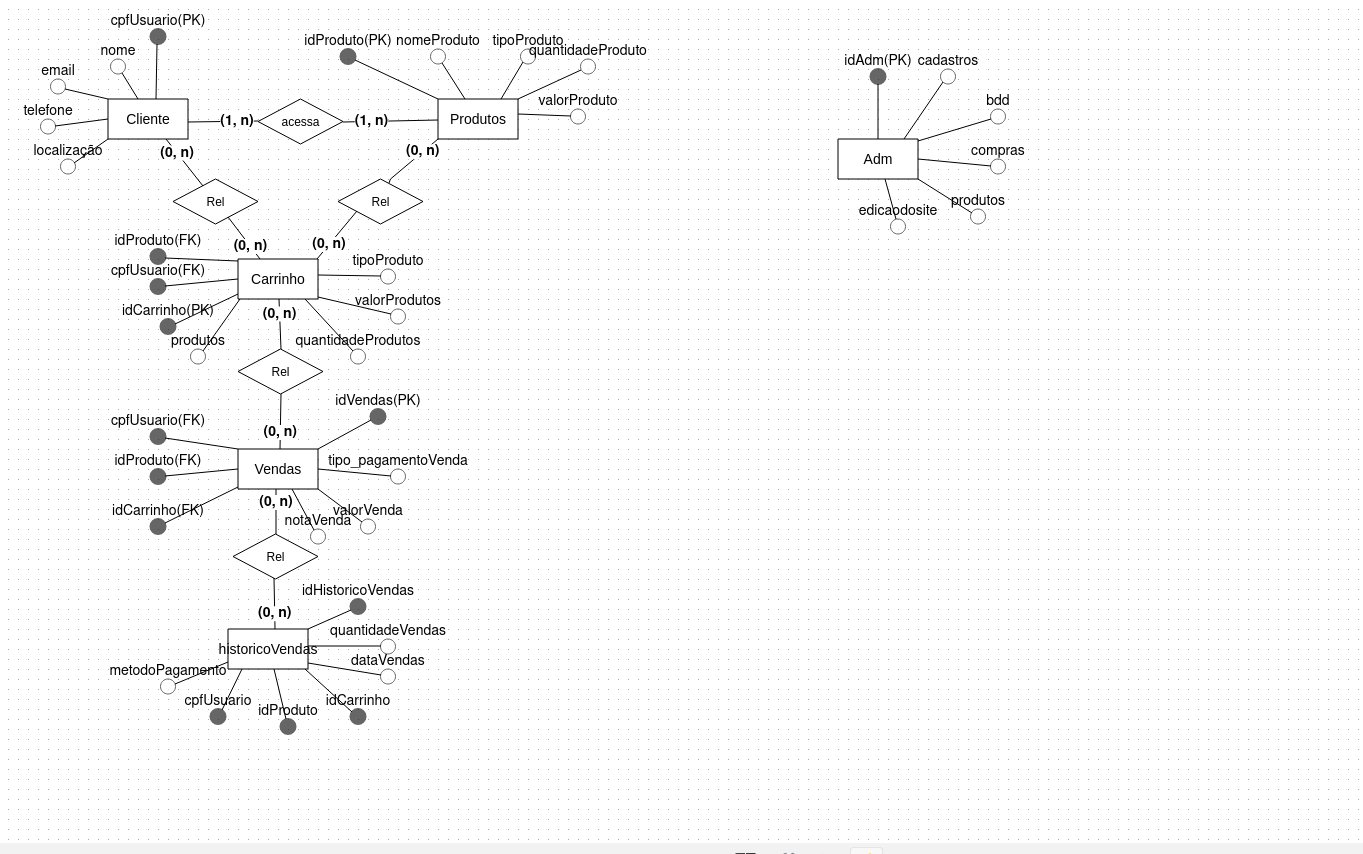 cpfUsuario(PK)
nome
email
telefone
localização
Cliente
(1, n)
acessa
(1, n)
idProduto(PK)
nomeProduto
tipoProduto
quantidadeProduto
valorProduto
Produtos
idAdm(PK)
cadastros
bdd
compras
produtos
edicaodosite
Adm
(0, n)
(0, n)
Rel
Rel
(0, n)
(0, n)
idProduto(FK)
cpfUsuario(FK)
idCarrinho(PK)
produtos
Carrinho
tipoProduto
valorProdutos
quantidadeProdutos
(0, n)
Rel
(0, n)
idVendas(PK)
cpfUsuario(FK)
idProduto(FK)
idCarrinho(FK)
Vendas
tipo_pagamentoVenda
valorVenda
notaVenda
(0, n)
Rel
(0, n)
idHistoricoVendas
quantidadeVendas
historicoVendas
dataVendas
metodoPagamento
cpfUsuario
idProduto
idCarrinho